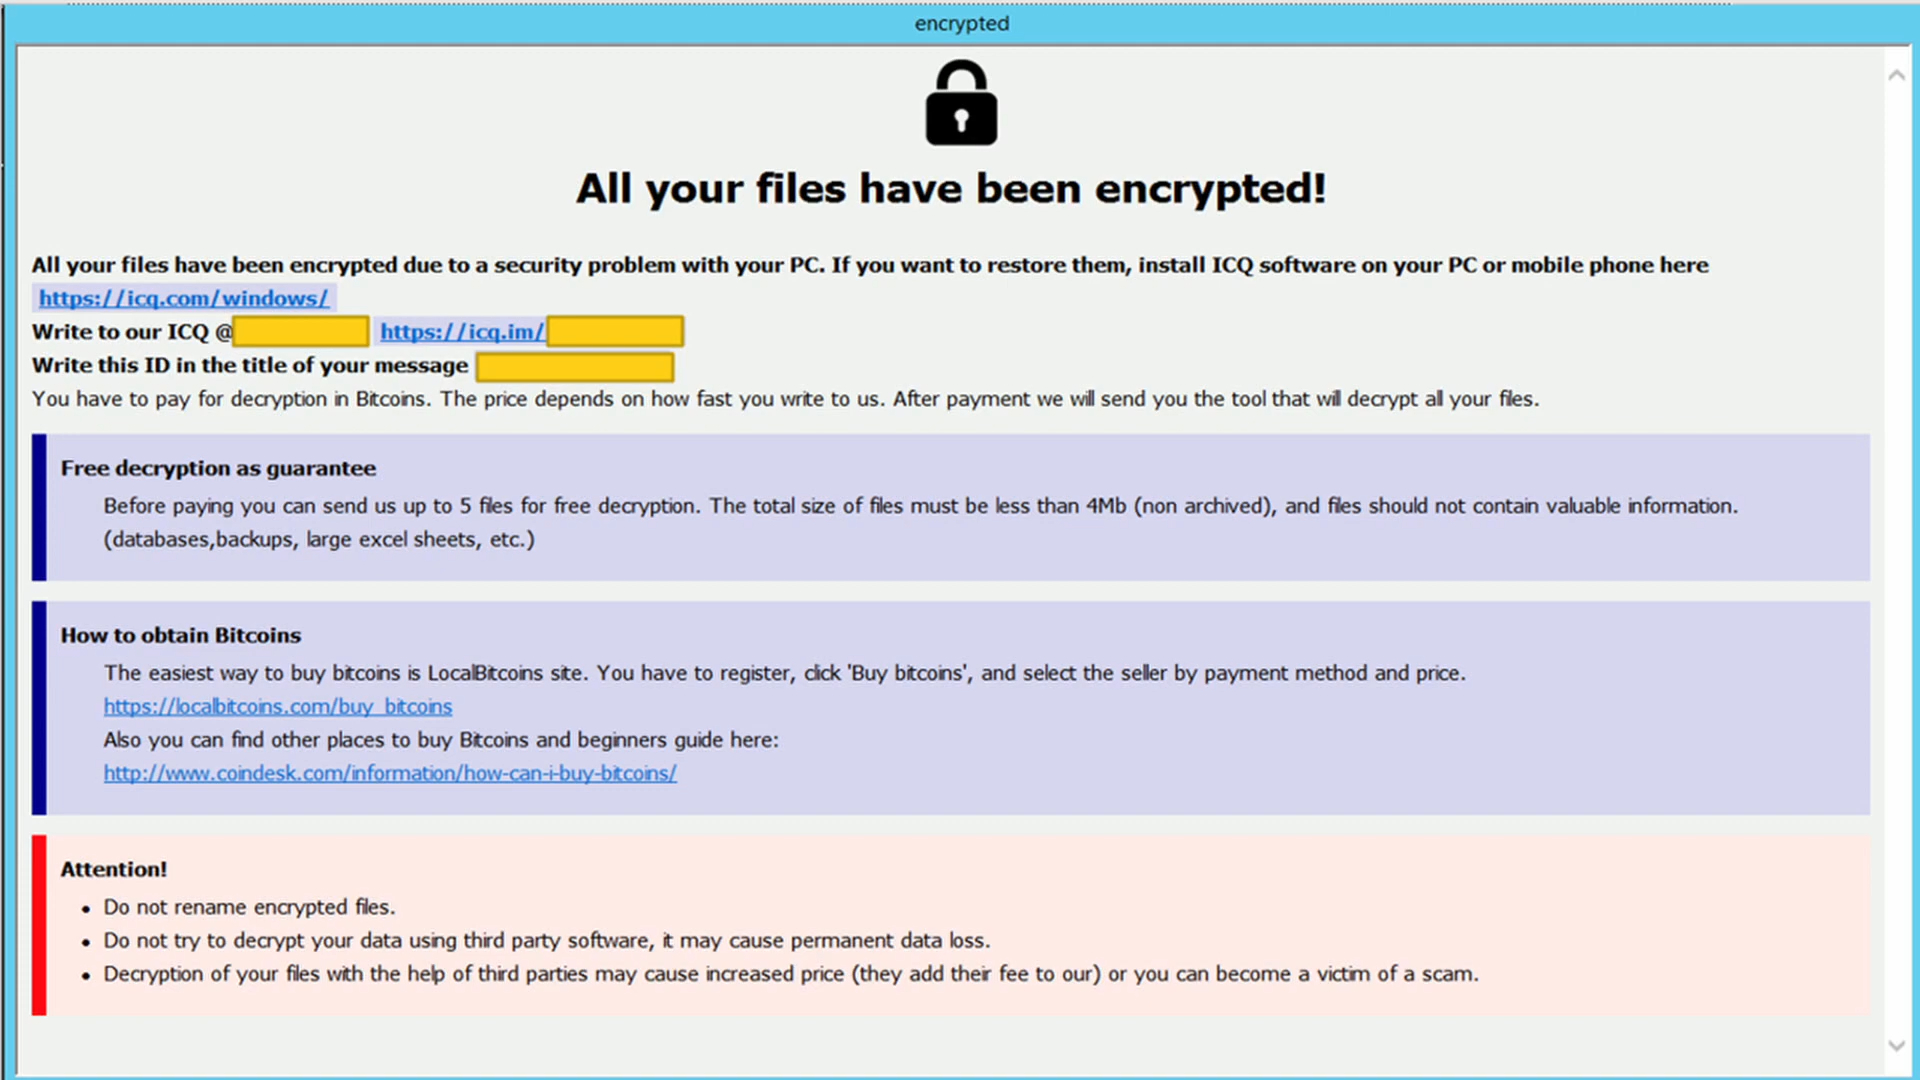 encrypted
All your files have been encrypted!
All your files have been encrypted due to a security problem with your PC. If you want to restore them, install ICQ software on your PC or mobile phone here
https://icq.com/windows/
Write to our ICQ @ https://icq.im/
Write this ID in the title of your message
You have to pay for decryption in Bitcoins. The price depends on how fast you write to us. After payment we will send you the tool that will decrypt all your files.
Free decryption as guarantee
Before paying you can send us up to 5 files for free decryption. The total size of files must be less than 4Mb (non archived), and files should not contain valuable information.
(databases,backups, large excel sheets, etc.)
How to obtain Bitcoins
The easiest way to buy bitcoins is LocalBitcoins site. You have to register, click 'Buy bitcoins', and select the seller by payment method and price.
https://localbitcoins.com/buy_bitcoins
Also you can find other places to buy Bitcoins and beginners guide here:
http://www.coindesk.com/information/how-can-i-buy-bitcoins/
Attention!
• Do not rename encrypted files.
• Do not try to decrypt your data using third party software, it may cause permanent data loss.
• Decryption of your files with the help of third parties may cause increased price (they add their fee to our) or you can become a victim of a scam.